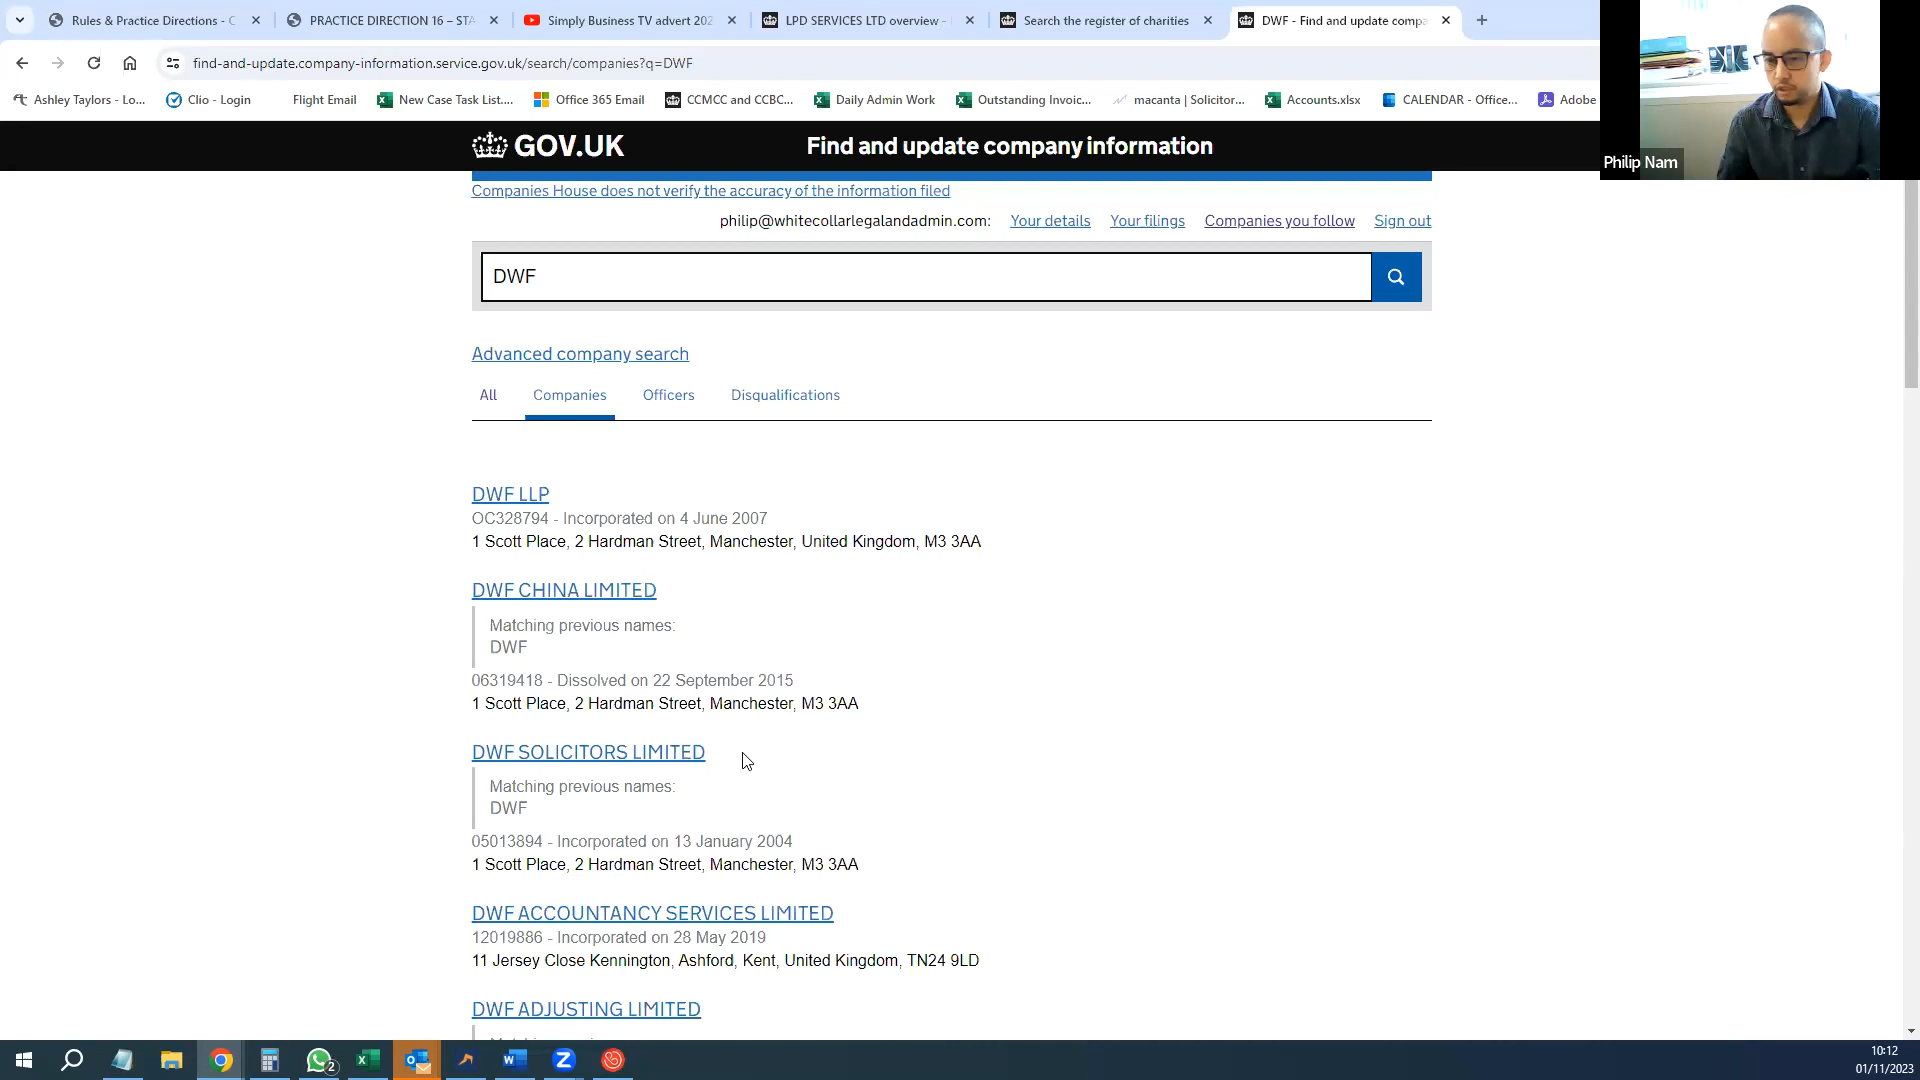 Rules & Practice Directions - C
PRACTICE DIRECTION 16 – STA
Simply Business TV advert 202
LPD SERVICES LTD overview -
Search the register of charities
DWF - Find and update compa
find-and-update.company-information.service.gov.uk/search/companies?q=DWF
Ashley Taylors - Lo...
Clio - Login
Flight Email
New Case Task List....
Office 365 Email
CCMCC and CCBC...
Daily Admin Work
Outstanding Invoic...
macanta | Solicitor...
Accounts.xlsx
CALENDAR - Office...
Adobe
Philip Nam
GOV.UK
Find and update company information
Companies House does not verify the accuracy of the information filed
philip@whitecollarlegalandadmin.com: Your details Your filings Companies you follow Sign out
DWF
Advanced company search
All Companies Officers Disqualifications
DWF LLP
OC328794 - Incorporated on 4 June 2007
1 Scott Place, 2 Hardman Street, Manchester, United Kingdom, M3 3AA
DWF CHINA LIMITED
Matching previous names:
DWF
06319418 - Dissolved on 22 September 2015
1 Scott Place, 2 Hardman Street, Manchester, M3 3AA
DWF SOLICITORS LIMITED
Matching previous names:
DWF
05013894 - Incorporated on 13 January 2004
1 Scott Place, 2 Hardman Street, Manchester, M3 3AA
DWF ACCOUNTANCY SERVICES LIMITED
12019886 - Incorporated on 28 May 2019
11 Jersey Close Kennington, Ashford, Kent, United Kingdom, TN24 9LD
DWF ADJUSTING LIMITED
2
10:12
01/11/2023